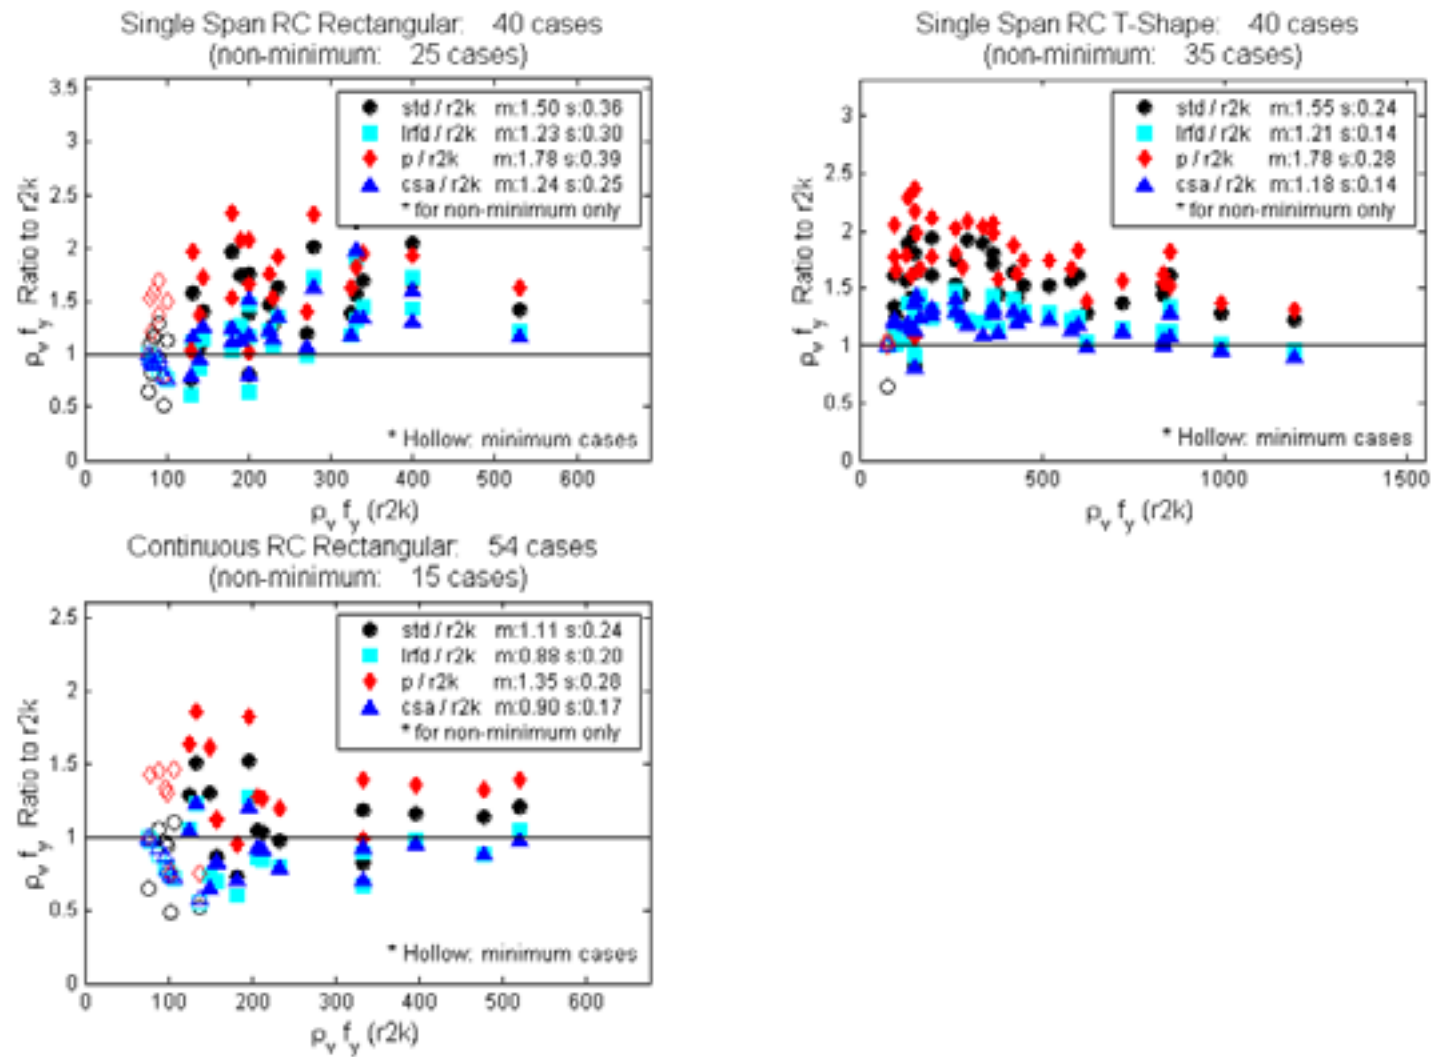 Single Span RC Rectangular: 40 cases
(non-minimum: 25 cases)
3.5
3
2.5
2
1.5
1
0.5
0
ρv fy Ratio to r2k
std / r2k m:1.50 s:0.36
lrfd / r2k m:1.23 s:0.30
p / r2k m:1.78 s:0.39
csa / r2k m:1.24 s:0.25
* for non-minimum only
* Hollow: minimum cases
0 100 200 300 400 500 600
ρv fy (r2k)
Single Span RC T-Shape: 40 cases
(non-minimum: 35 cases)
3
2.5
2
1.5
1
0.5
0
ρv fy Ratio to r2k
std / r2k m:1.55 s:0.24
lrfd / r2k m:1.21 s:0.14
p / r2k m:1.78 s:0.28
csa / r2k m:1.18 s:0.14
* for non-minimum only
* Hollow: minimum cases
0 500 1000 1500
ρv fy (r2k)
Continuous RC Rectangular: 54 cases
(non-minimum: 15 cases)
2.5
2
1.5
1
0.5
0
ρv fy Ratio to r2k
std / r2k m:1.11 s:0.24
lrfd / r2k m:0.88 s:0.20
p / r2k m:1.35 s:0.28
csa / r2k m:0.90 s:0.17
* for non-minimum only
* Hollow: minimum cases
0 100 200 300 400 500 600
ρv fy (r2k)